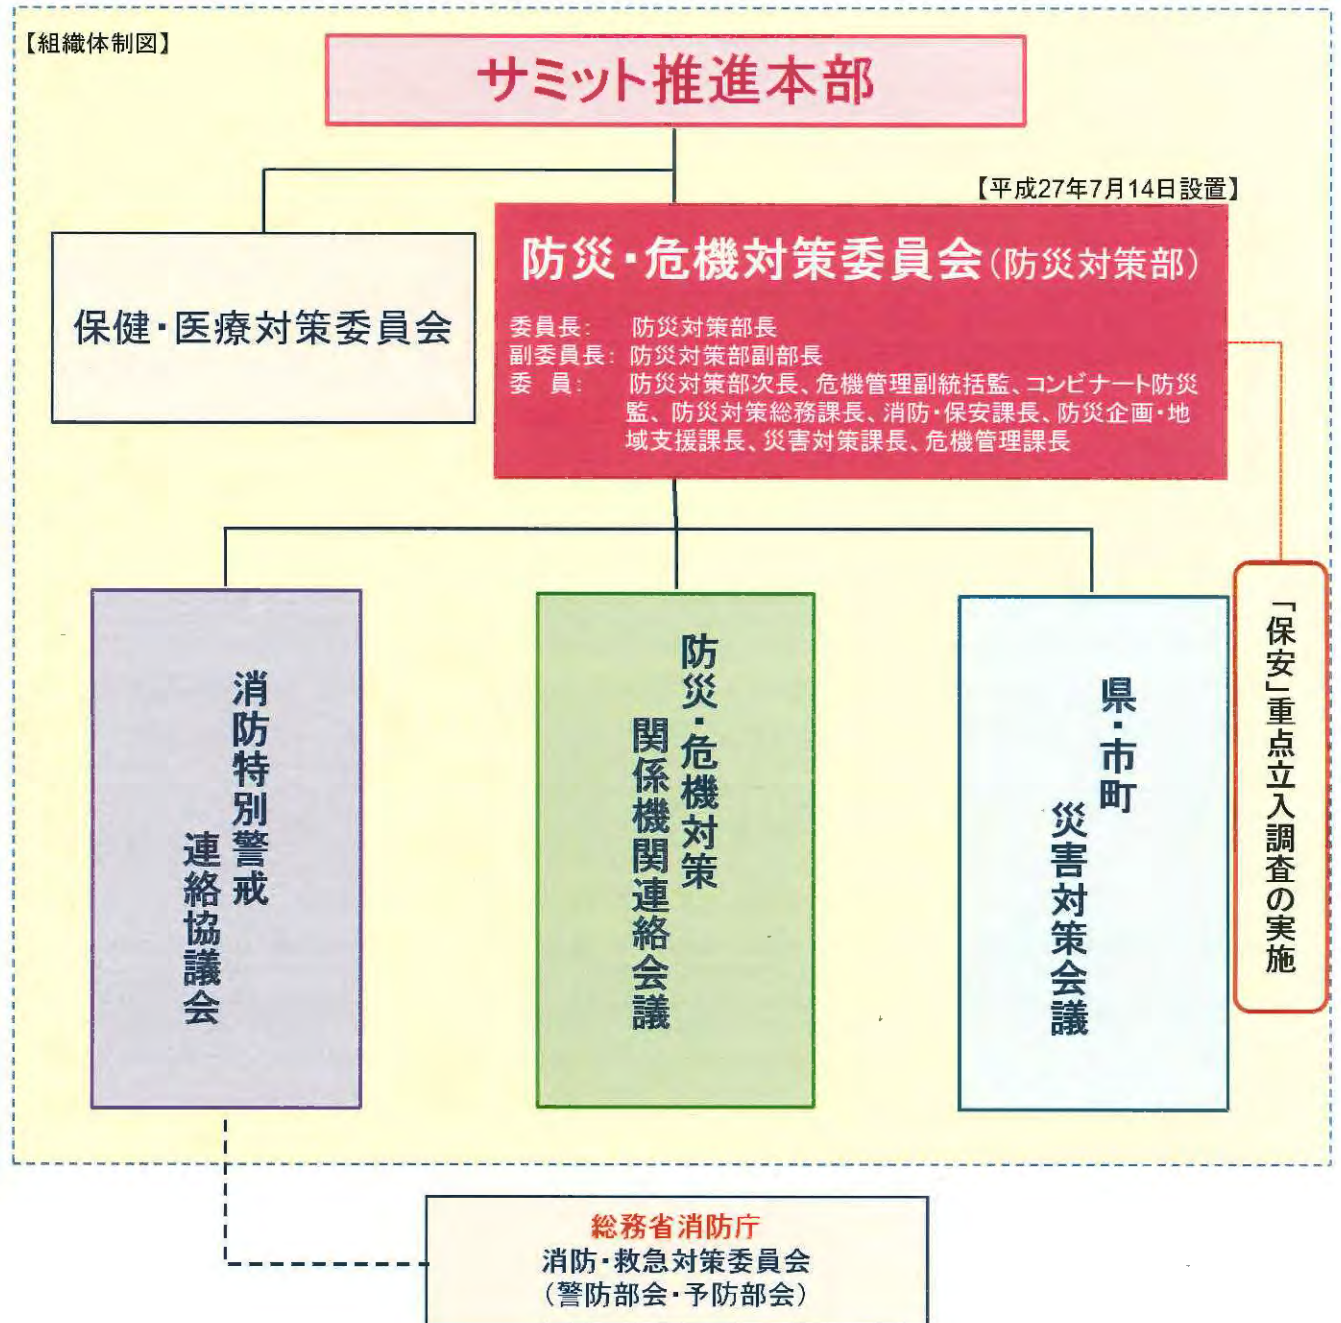 【組織体制図】
サミット推進本部
【平成27年7月14日設置】
保健・医療対策委員会
防災・危機対策委員会(防災対策部)
委員長: 防災対策部長
副委員長: 防災対策部副部長
委 員: 防災対策部次長、危機管理副統括監、コンビナート防災
監、防災対策総務課長、消防・保安課長、防災企画・地
域支援課長、災害対策課長、危機管理課長
消防特別警戒
連絡協議会
防災・危機対策
関係機関連絡会議
県・市町
災害対策会議
「保安」重点立入調査の実施
総務省消防庁
消防・救急対策委員会
(警防部会・予防部会)